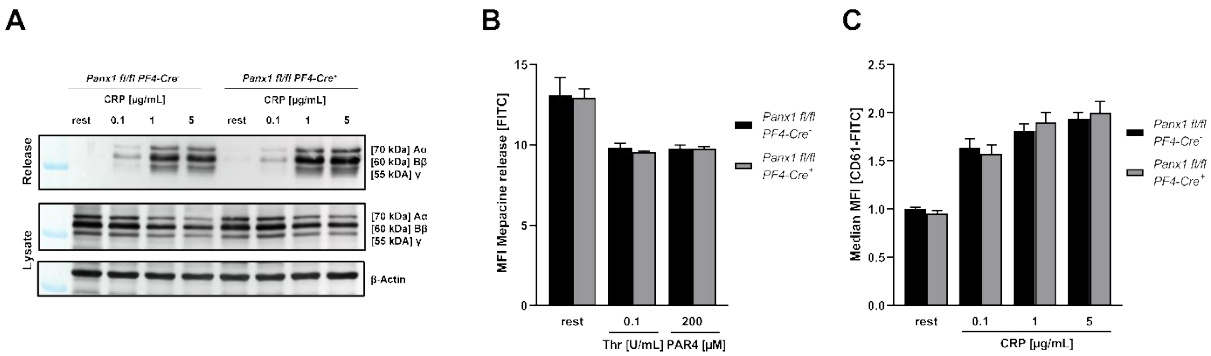 A
Panx1 fl/fl PF4-Cre-
Panx1 fl/fl PF4-Cre+
CRP [µg/mL]
CRP [µg/mL]
rest 0.1 1 5 rest 0.1 1 5
Release
[70 kDa] Aα
[60 kDa] Bβ
[55 kDA] γ
Lysate
[70 kDa] Aα
[60 kDa] Bβ
[55 kDA] γ
β-Actin
B
MFI Mepacine release [FITC]
15
10
5
0
rest 0.1 200
Thr [U/mL] PAR4 [µM]
Panx1 fl/fl
PF4-Cre-
Panx1 fl/fl
PF4-Cre+
C
Median MFI [CD61-FITC]
2.5
2.0
1.5
1.0
0.5
0.0
rest 0.1 1 5
CRP [µg/mL]
Panx1 fl/fl
PF4-Cre-
Panx1 fl/fl
PF4-Cre+